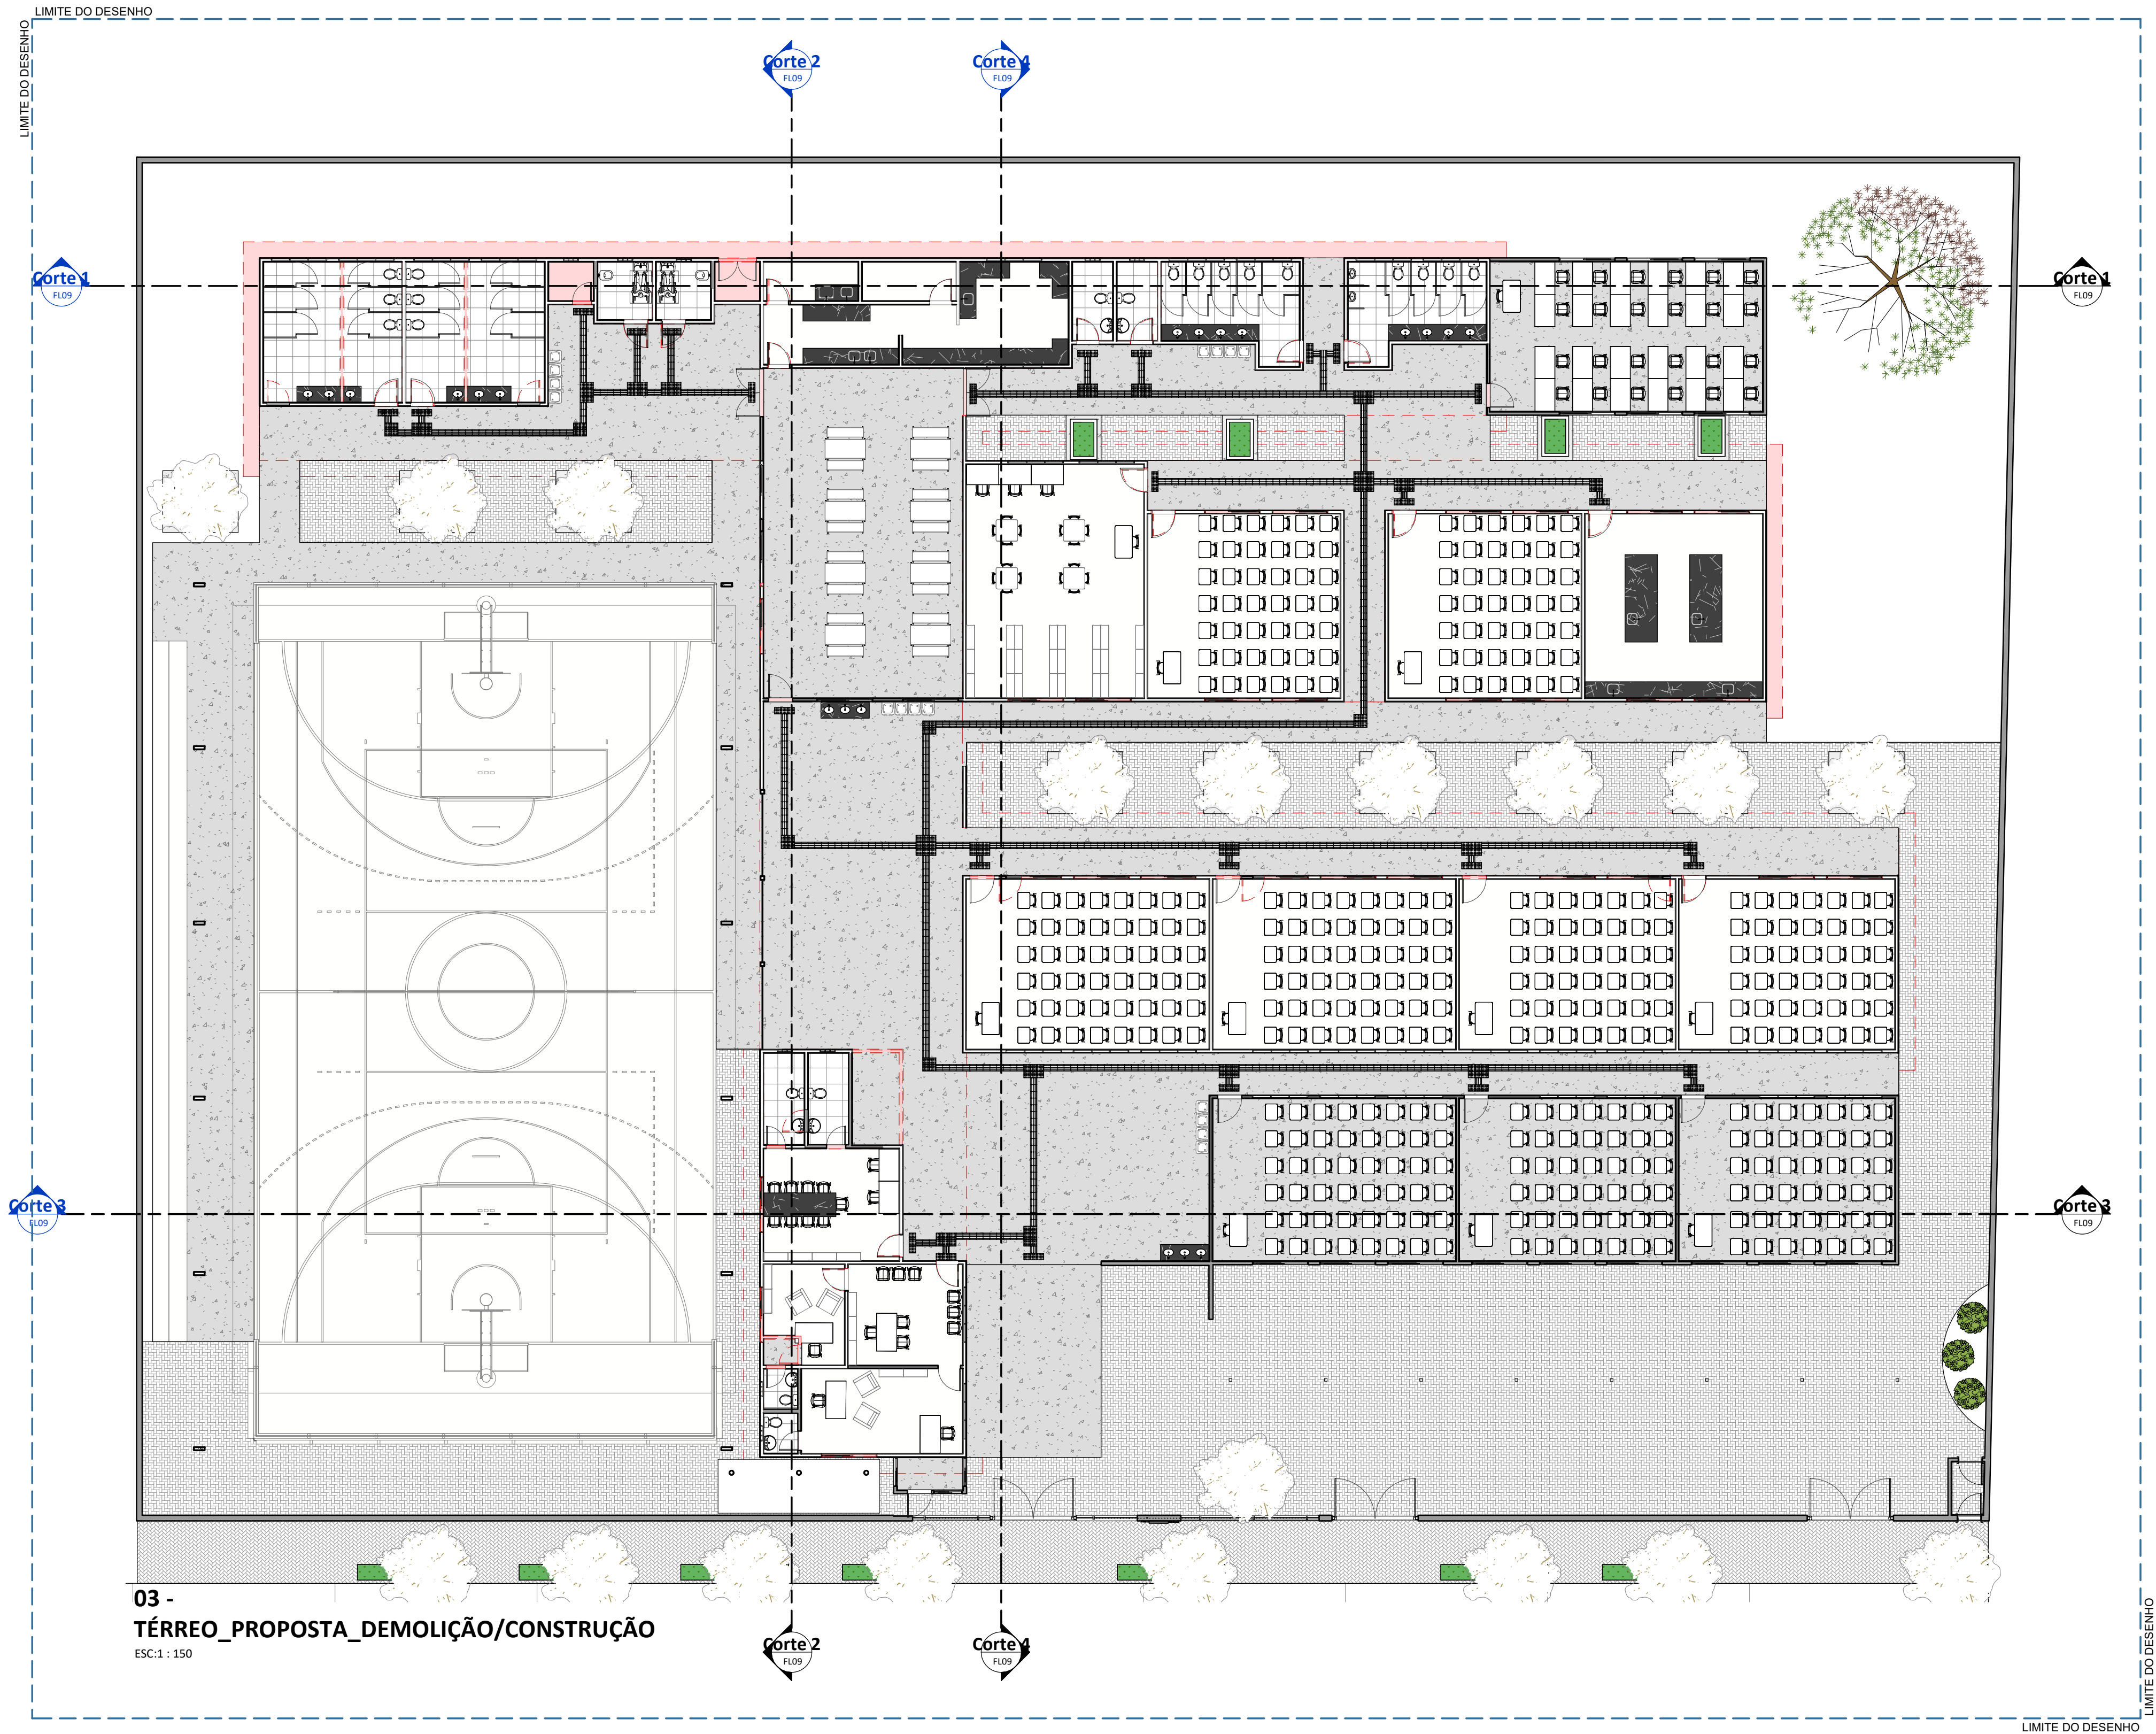 LIMITE DO DESENHO
LIMITE DO DESENHO
Corte 2
FL09
Corte 4
FL09
Corte 1
FL09
Corte 1
FL09
Corte 3
FL09
Corte 3
FL09
03 -
TÉRREO_PROPOSTA_DEMOLIÇÃO/CONSTRUÇÃO
ESC:1 : 150
Corte 2
FL09
Corte 4
FL09
LIMITE DO DESENHO
LIMITE DO DESENHO